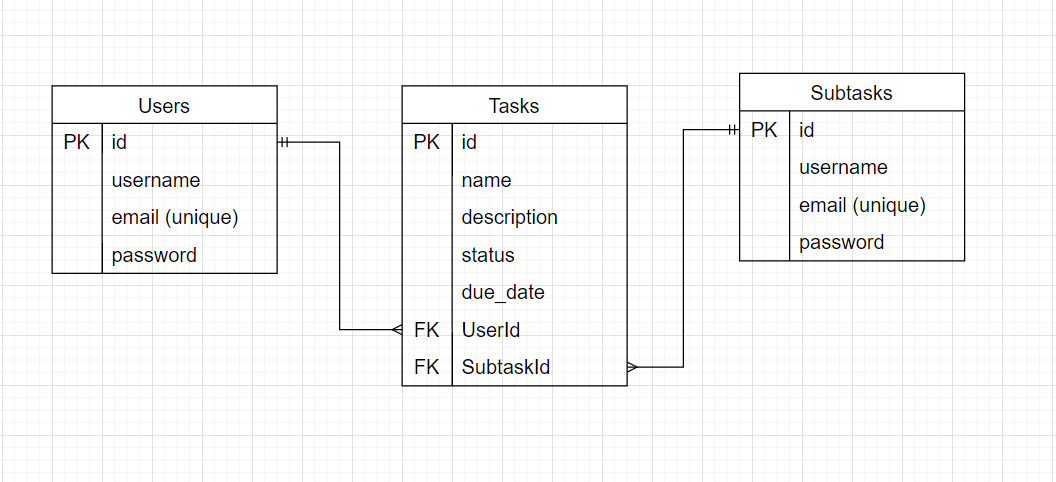 Users
PK id
username
email (unique)
password
Tasks
PK id
name
description
status
due_date
FK UserId
FK SubtaskId
Subtasks
PK id
username
email (unique)
password